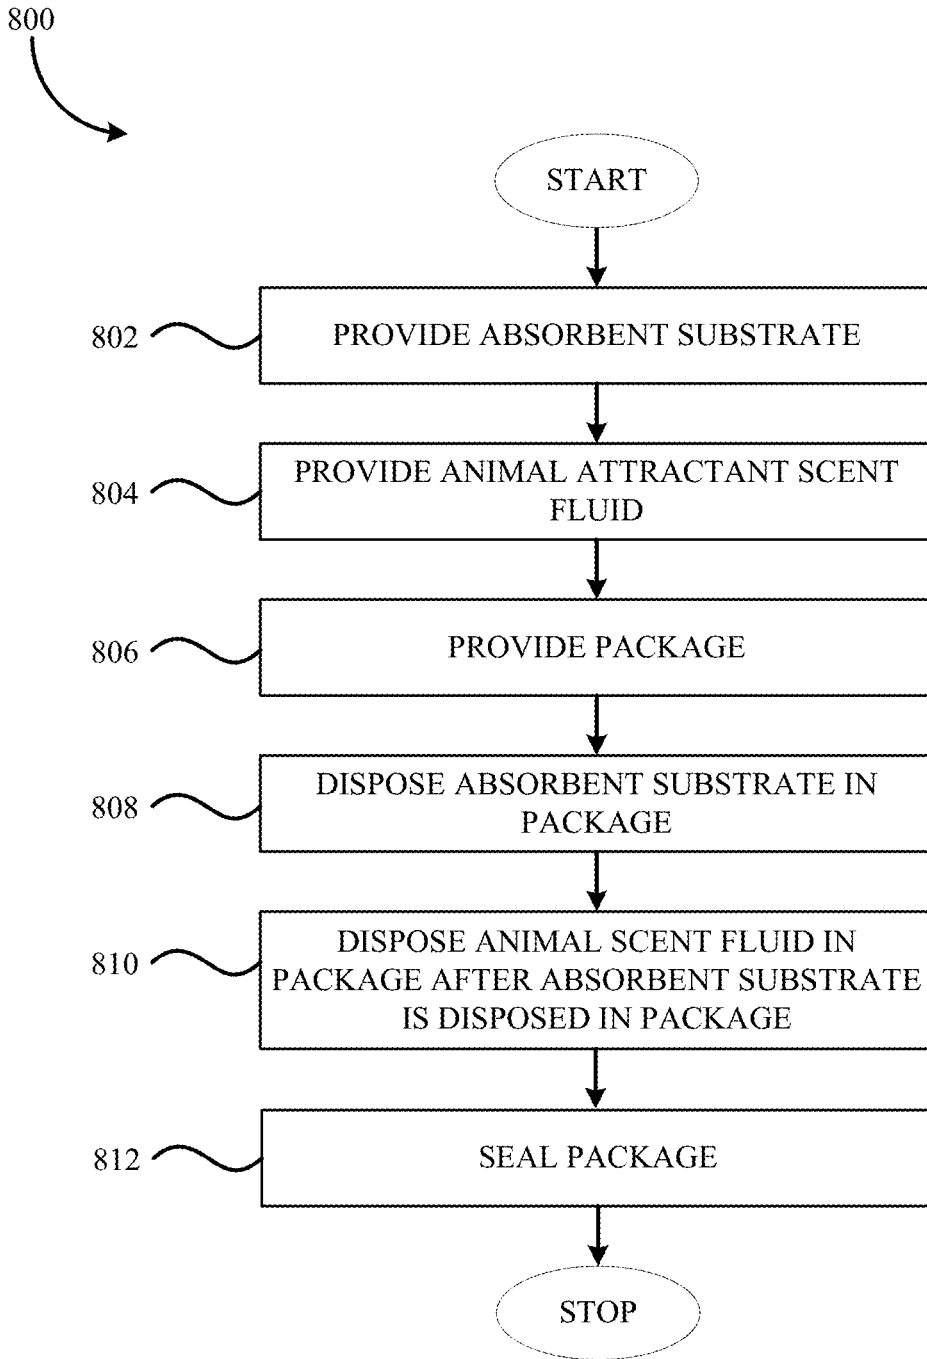 800
START
802
PROVIDE ABSORBENT SUBSTRATE
804
PROVIDE ANIMAL ATTRACTANT SCENT
FLUID
806
PROVIDE PACKAGE
808
DISPOSE ABSORBENT SUBSTRATE IN
PACKAGE
810
DISPOSE ANIMAL SCENT FLUID IN
PACKAGE AFTER ABSORBENT SUBSTRATE
IS DISPOSED IN PACKAGE
812
SEAL PACKAGE
STOP